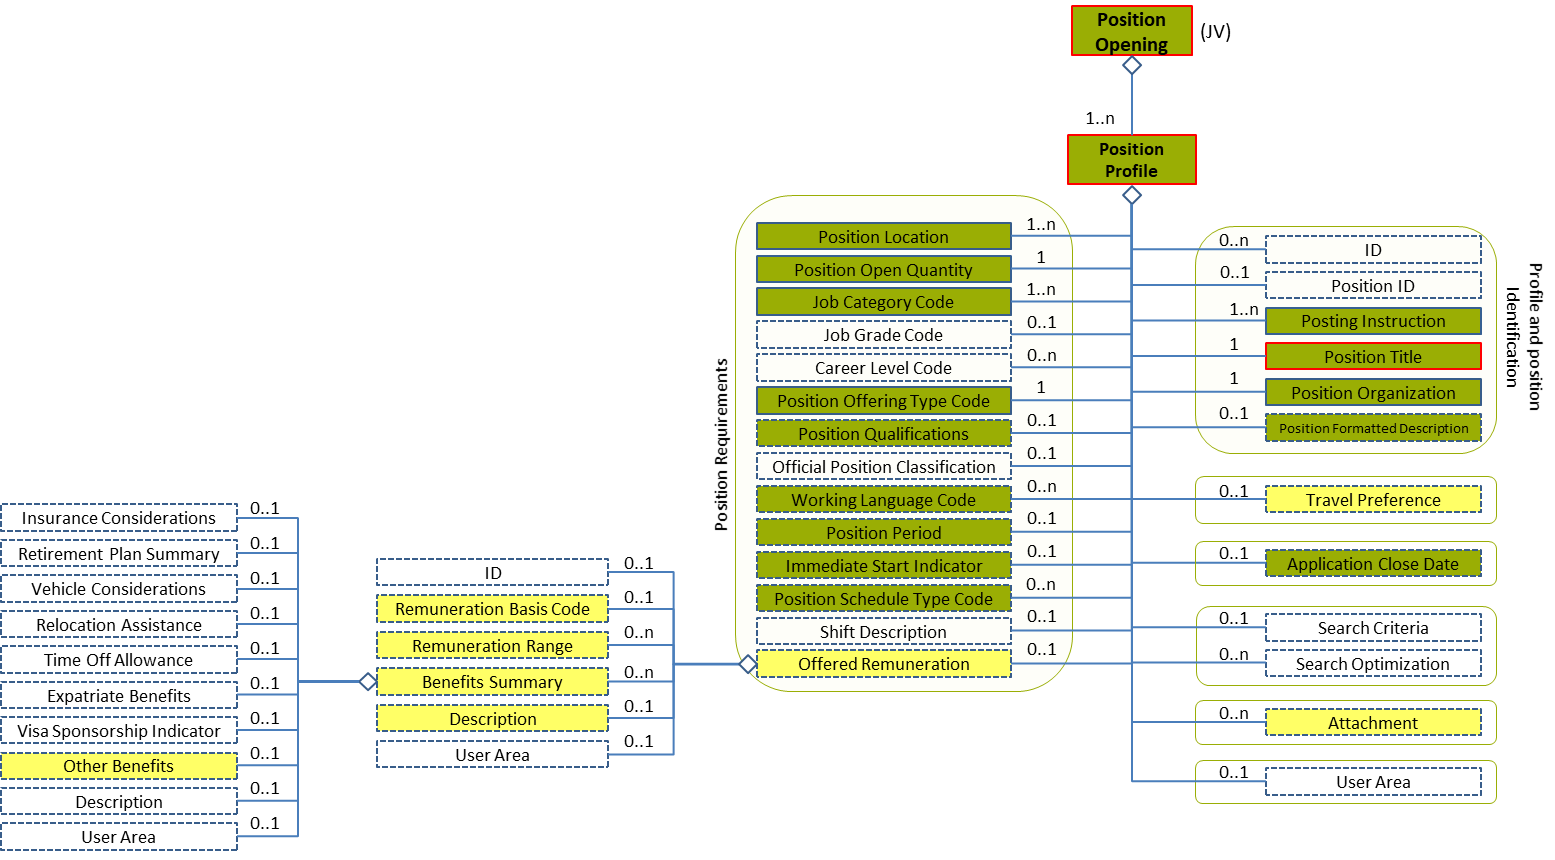 Position
Opening
(JV)
1..n
Position
Profile
Position Requirements
Position Location
1..n
Position Open Quantity
1
Job Category Code
1..n
Job Grade Code
0..1
Career Level Code
0..n
Position Offering Type Code
1
Position Qualifications
0..1
Official Position Classification
0..1
Working Language Code
0..n
Position Period
0..1
Immediate Start Indicator
0..1
Position Schedule Type Code
0..n
Shift Description
0..1
Offered Remuneration
0..1
Profile and position
Identification
0..n
ID
0..1
Position ID
1..n
Posting Instruction
1
Position Title
1
Position Organization
0..1
Position Formatted Description
0..1
Travel Preference
0..1
Application Close Date
0..1
Search Criteria
0..n
Search Optimization
0..n
Attachment
0..1
User Area
ID
0..1
Remuneration Basis Code
0..1
Remuneration Range
0..n
Benefits Summary
0..n
Description
0..1
User Area
0..1
Insurance Considerations
0..1
Retirement Plan Summary
0..1
Vehicle Considerations
0..1
Relocation Assistance
0..1
Time Off Allowance
0..1
Expatriate Benefits
0..1
Visa Sponsorship Indicator
0..1
Other Benefits
0..1
Description
0..1
User Area
0..1